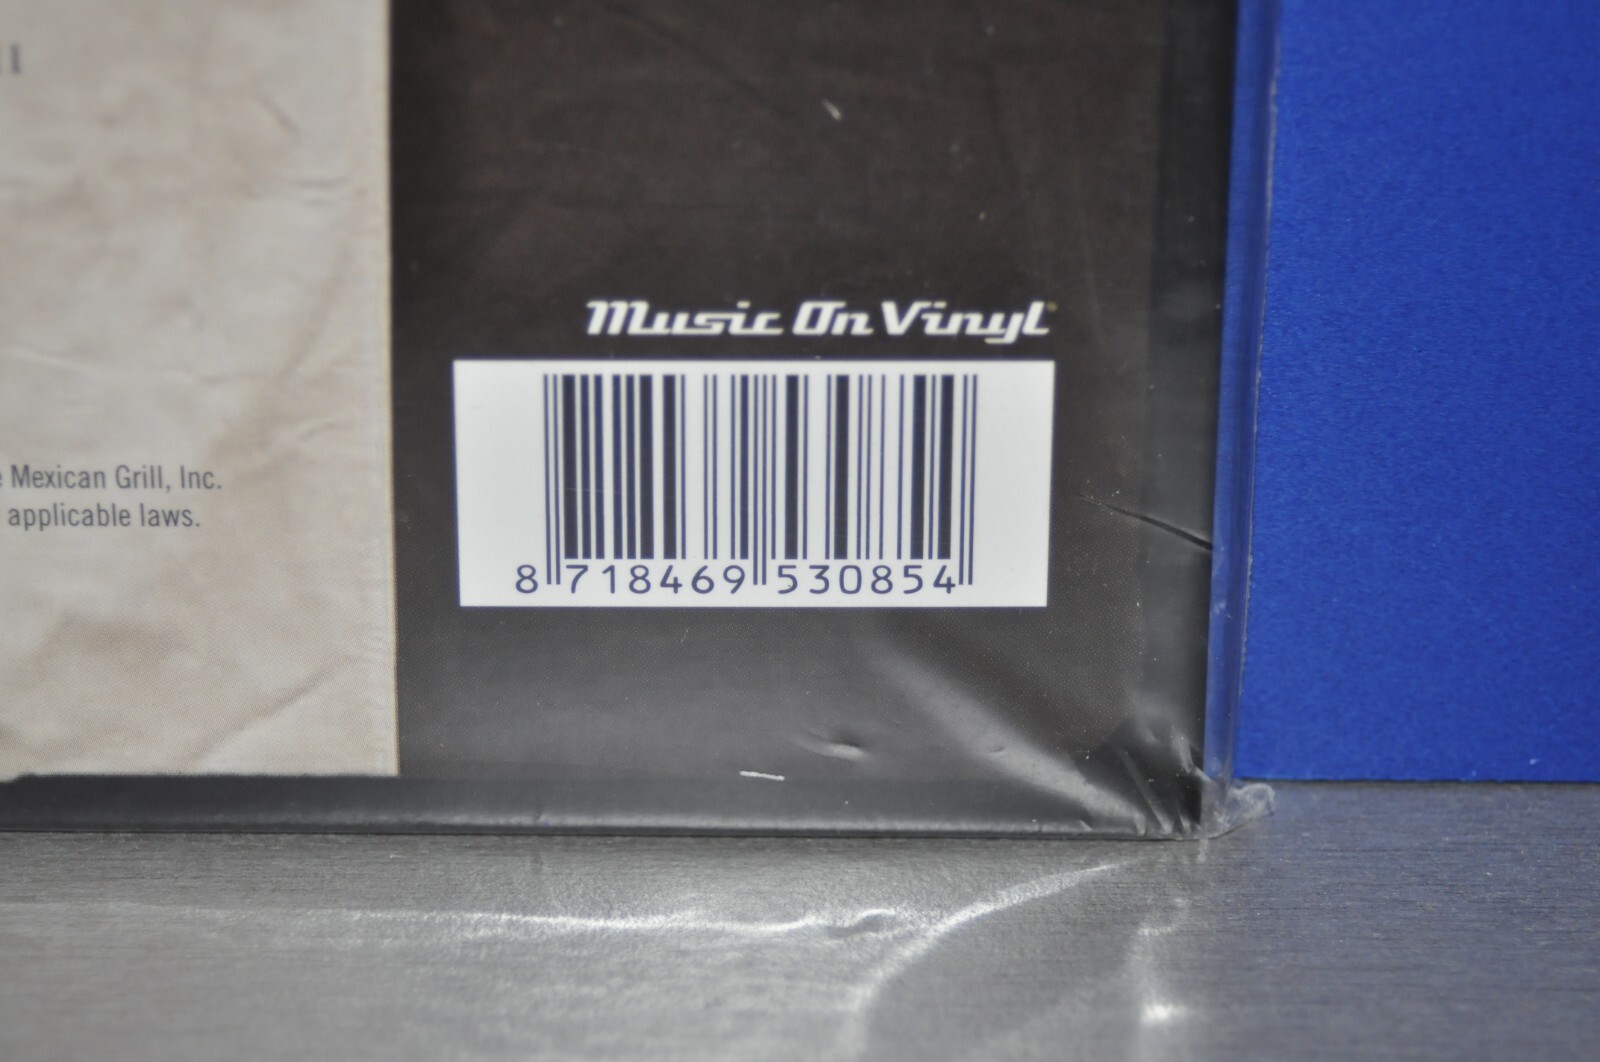 Music On Vinyl
Mexican Grill, Inc.
applicable laws.
8 718469 530854